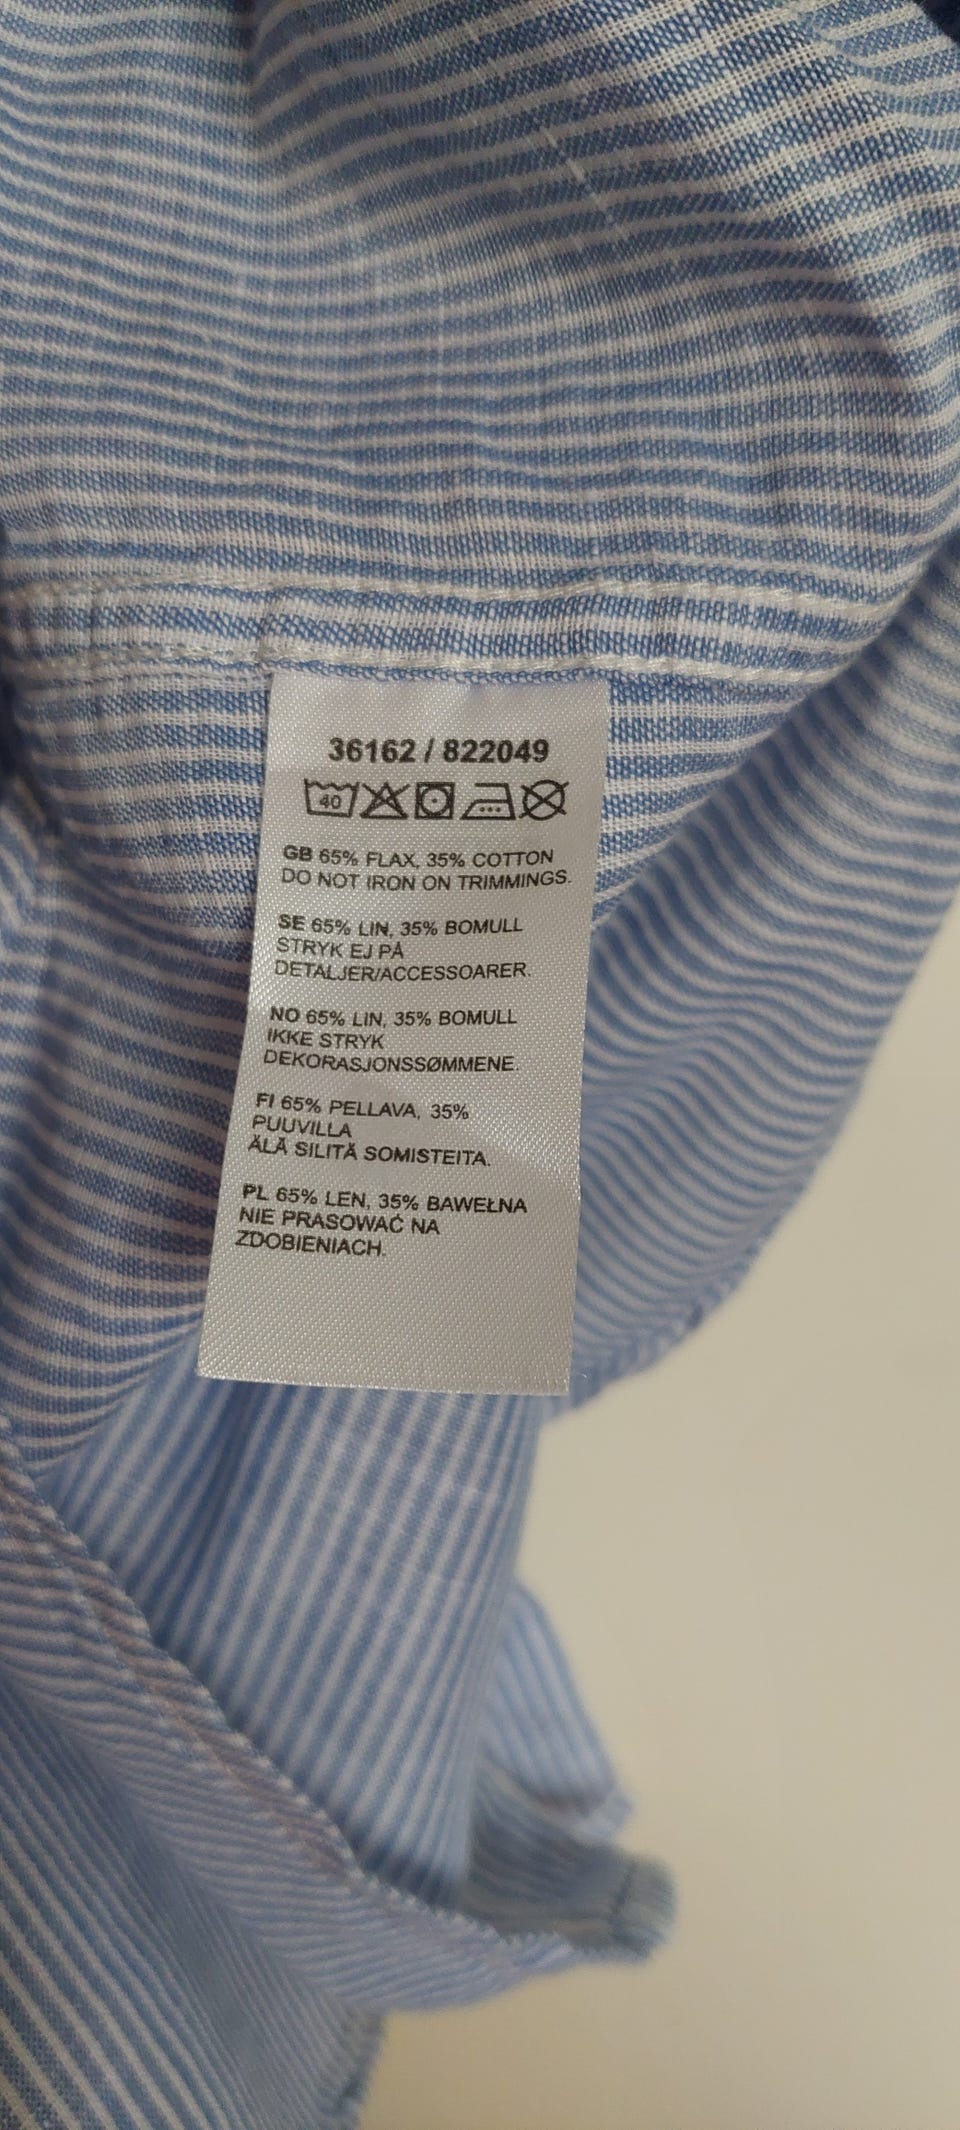 36162 / 822049
40
GB 65% FLAX, 35% COTTON
DO NOT IRON ON TRIMMINGS.
SE 65% LIN, 35% BOMULL
STRYK EJ PÅ
DETALJER/ACCESSOARER.
NO 65% LIN, 35% BOMULL
IKKE STRYK
DEKORASJONSSØMMENE.
FI 65% PELLAVA, 35%
PUUVILLA
ÄLÄ SILITÄ SOMISTEITA.
PL 65% LEN, 35% BAWEŁNA
NIE PRASOWAĆ NA
ZDOBIENIACH.